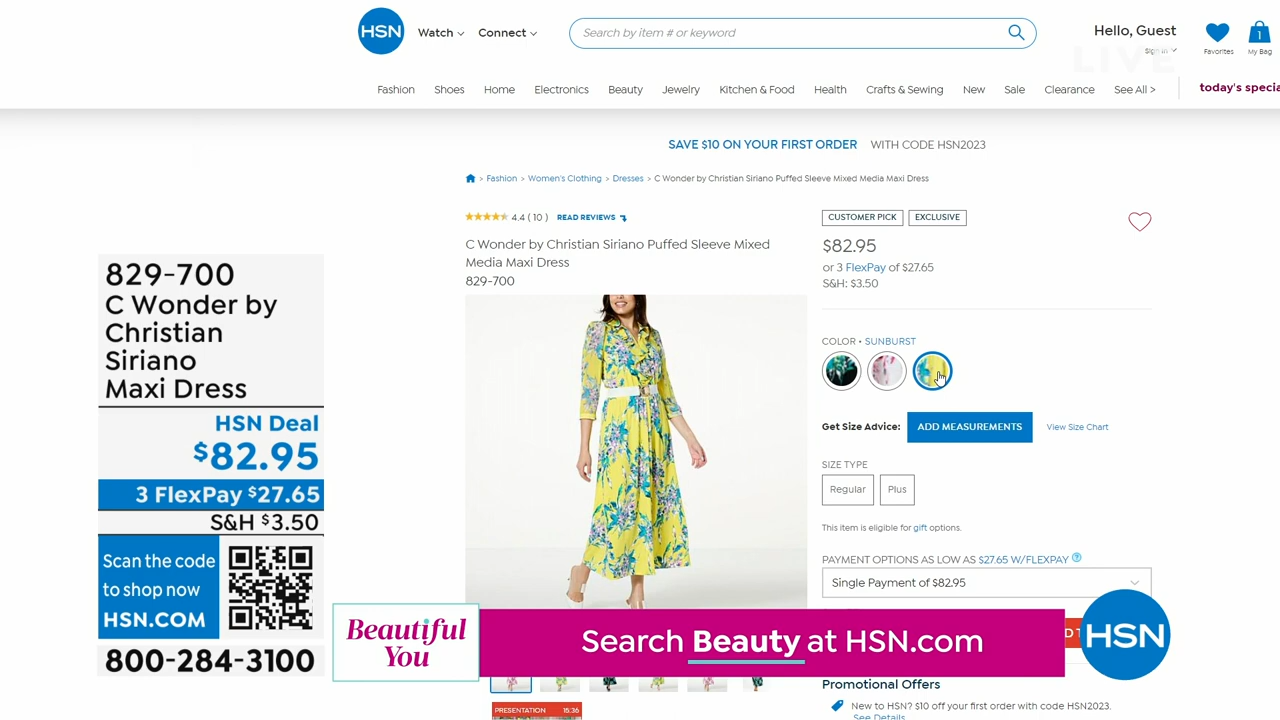 HSN
Watch
Connect
Search by item # or keyword
Hello, Guest
Sign In
LIVE
Favorites
1
My Bag
Fashion
Shoes
Home
Electronics
Beauty
Jewelry
Kitchen & Food
Health
Crafts & Sewing
New
Sale
Clearance
See All >
today's specia
SAVE $10 ON YOUR FIRST ORDER WITH CODE HSN2023
> Fashion > Women's Clothing > Dresses > C Wonder by Christian Siriano Puffed Sleeve Mixed Media Maxi Dress
4.4 ( 10 ) READ REVIEWS
C Wonder by Christian Siriano Puffed Sleeve Mixed
Media Maxi Dress
829-700
CUSTOMER PICK
EXCLUSIVE
$82.95
or 3 FlexPay of $27.65
S&H: $3.50
COLOR • SUNBURST
Get Size Advice:
ADD MEASUREMENTS
View Size Chart
SIZE TYPE
Regular
Plus
This item is eligible for gift options.
PAYMENT OPTIONS AS LOW AS $27.65 W/FLEXPAY
Single Payment of $82.95
829-700
C Wonder by
Christian
Siriano
Maxi Dress
HSN Deal
$82.95
3 FlexPay $27.65
S&H $3.50
Scan the code
to shop now
HSN.COM
800-284-3100
Beautiful
You
Search Beauty at HSN.com
HSN
PRESENTATION 15:36
Promotional Offers
New to HSN? $10 off your first order with code HSN2023.
See Details